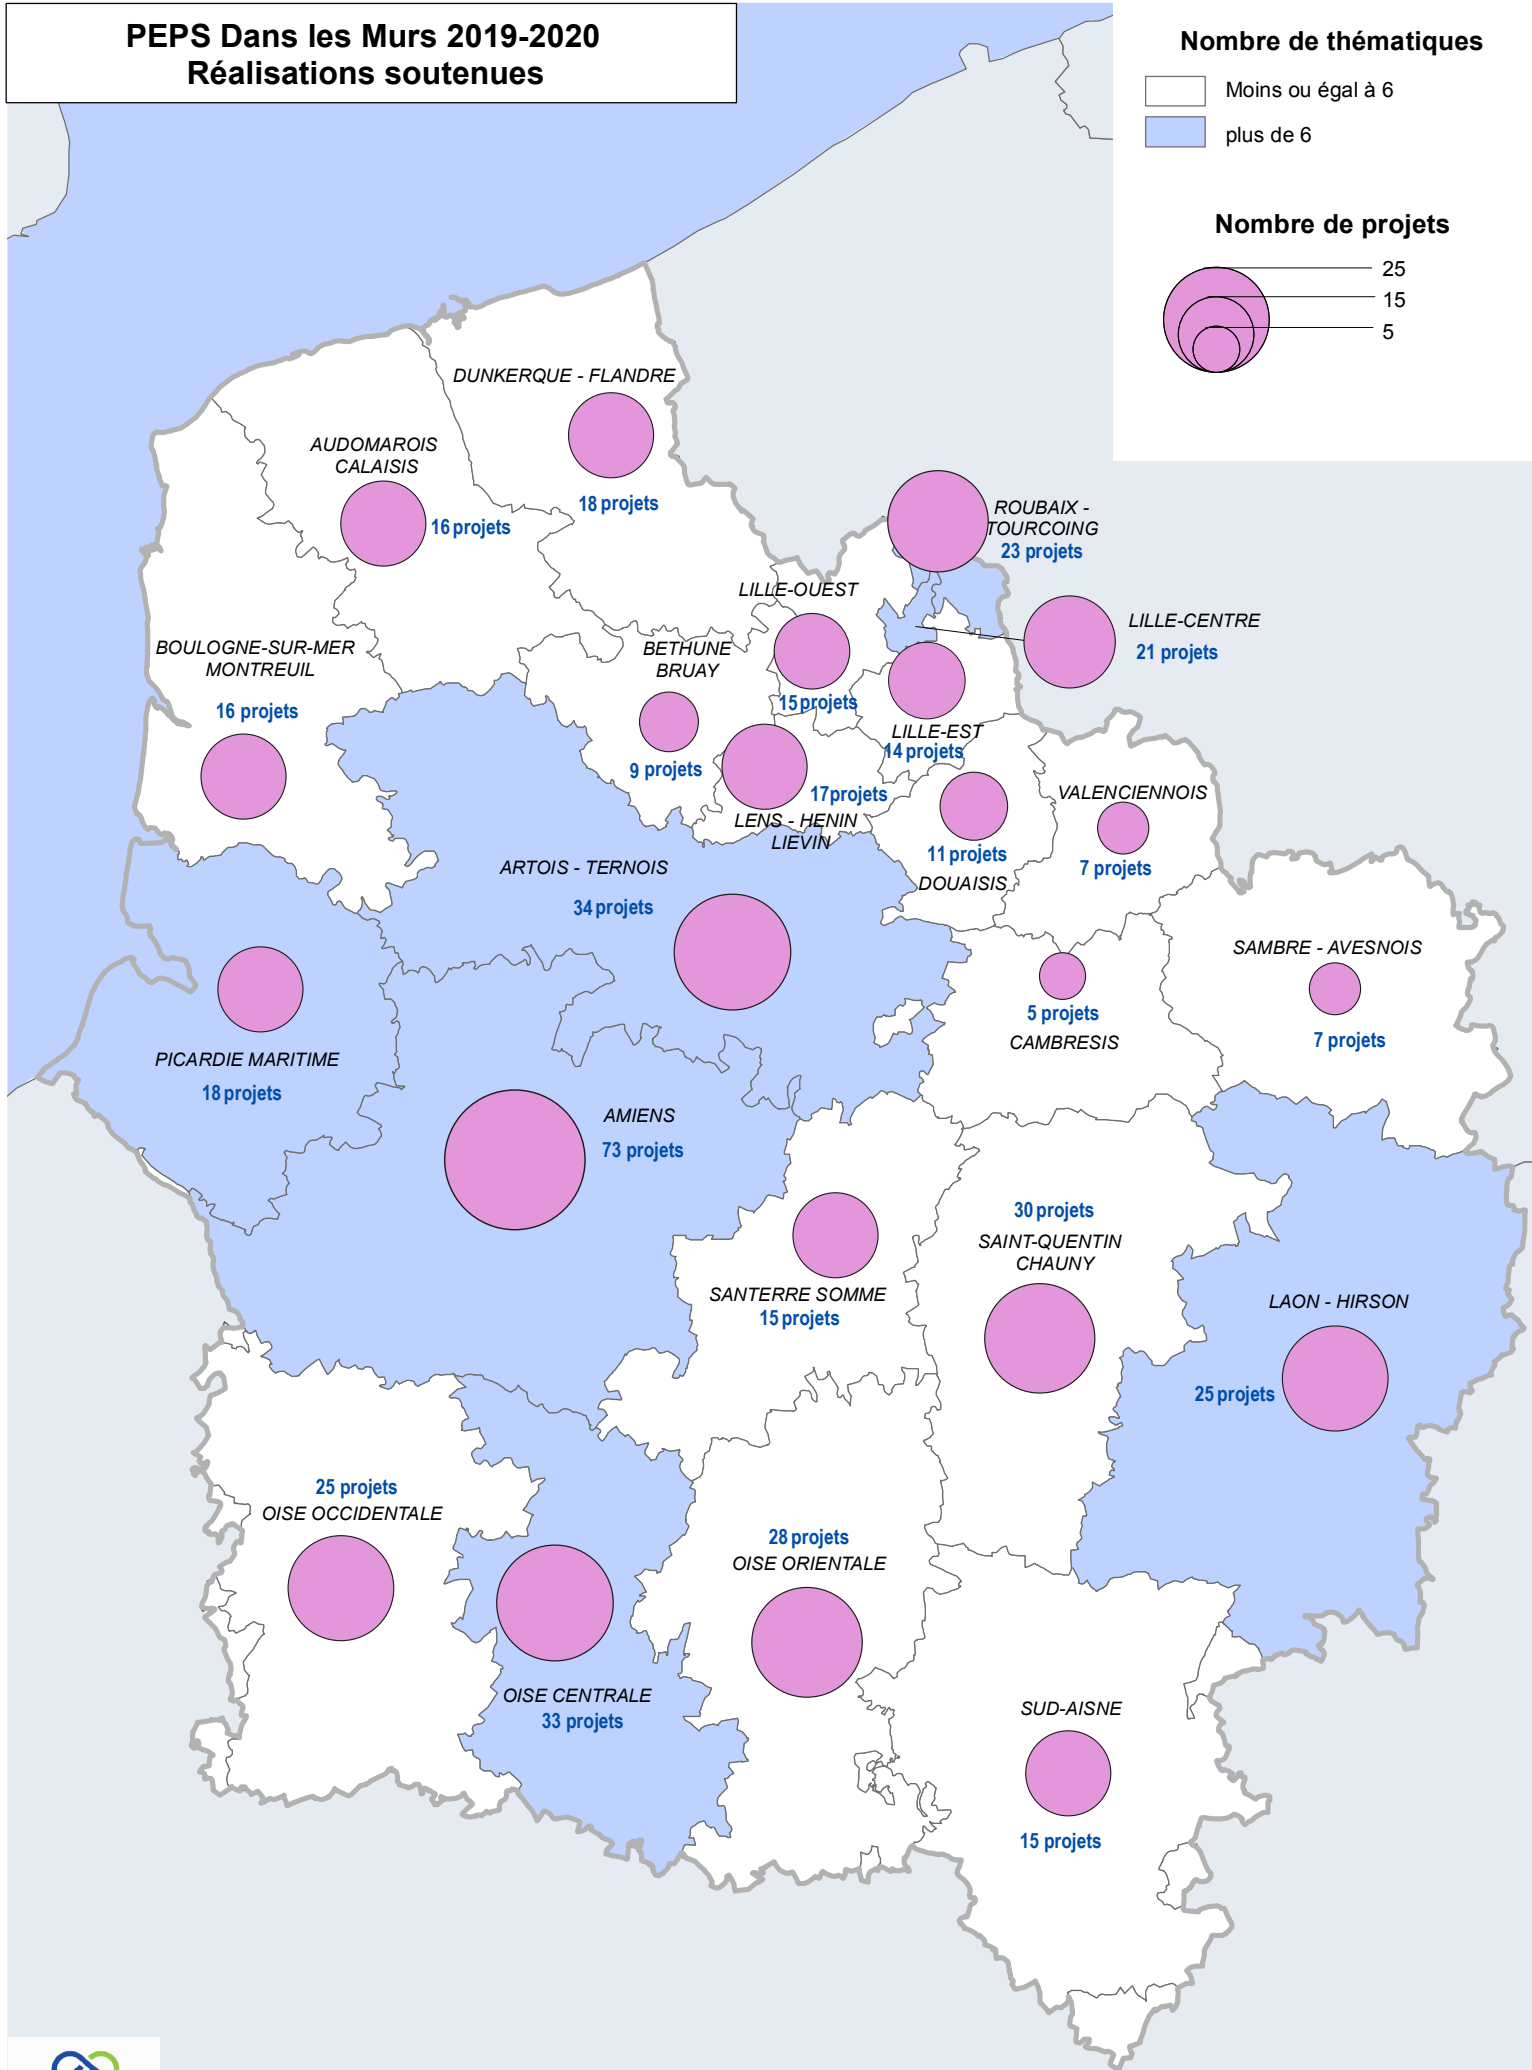 PEPS Dans les Murs 2019-2020
Réalisations soutenues
Nombre de thématiques
Moins ou égal à 6
plus de 6
Nombre de projets
25
15
5
DUNKERQUE - FLANDRE
18 projets
AUDOMAROIS
CALAISIS
16 projets
ROUBAIX -
TOURCOING
23 projets
LILLE-OUEST
15 projets
LILLE-CENTRE
21 projets
BOULOGNE-SUR-MER
MONTREUIL
16 projets
BETHUNE
BRUAY
9 projets
LILLE-EST
14 projets
17 projets
LENS - HENIN
LIEVIN
VALENCIENNOIS
7 projets
11 projets
DOUAISIS
ARTOIS - TERNOIS
34 projets
SAMBRE - AVESNOIS
7 projets
5 projets
CAMBRESIS
PICARDIE MARITIME
18 projets
AMIENS
73 projets
30 projets
SAINT-QUENTIN
CHAUNY
SANTERRE SOMME
15 projets
LAON - HIRSON
25 projets
25 projets
OISE OCCIDENTALE
28 projets
OISE ORIENTALE
OISE CENTRALE
33 projets
SUD-AISNE
15 projets